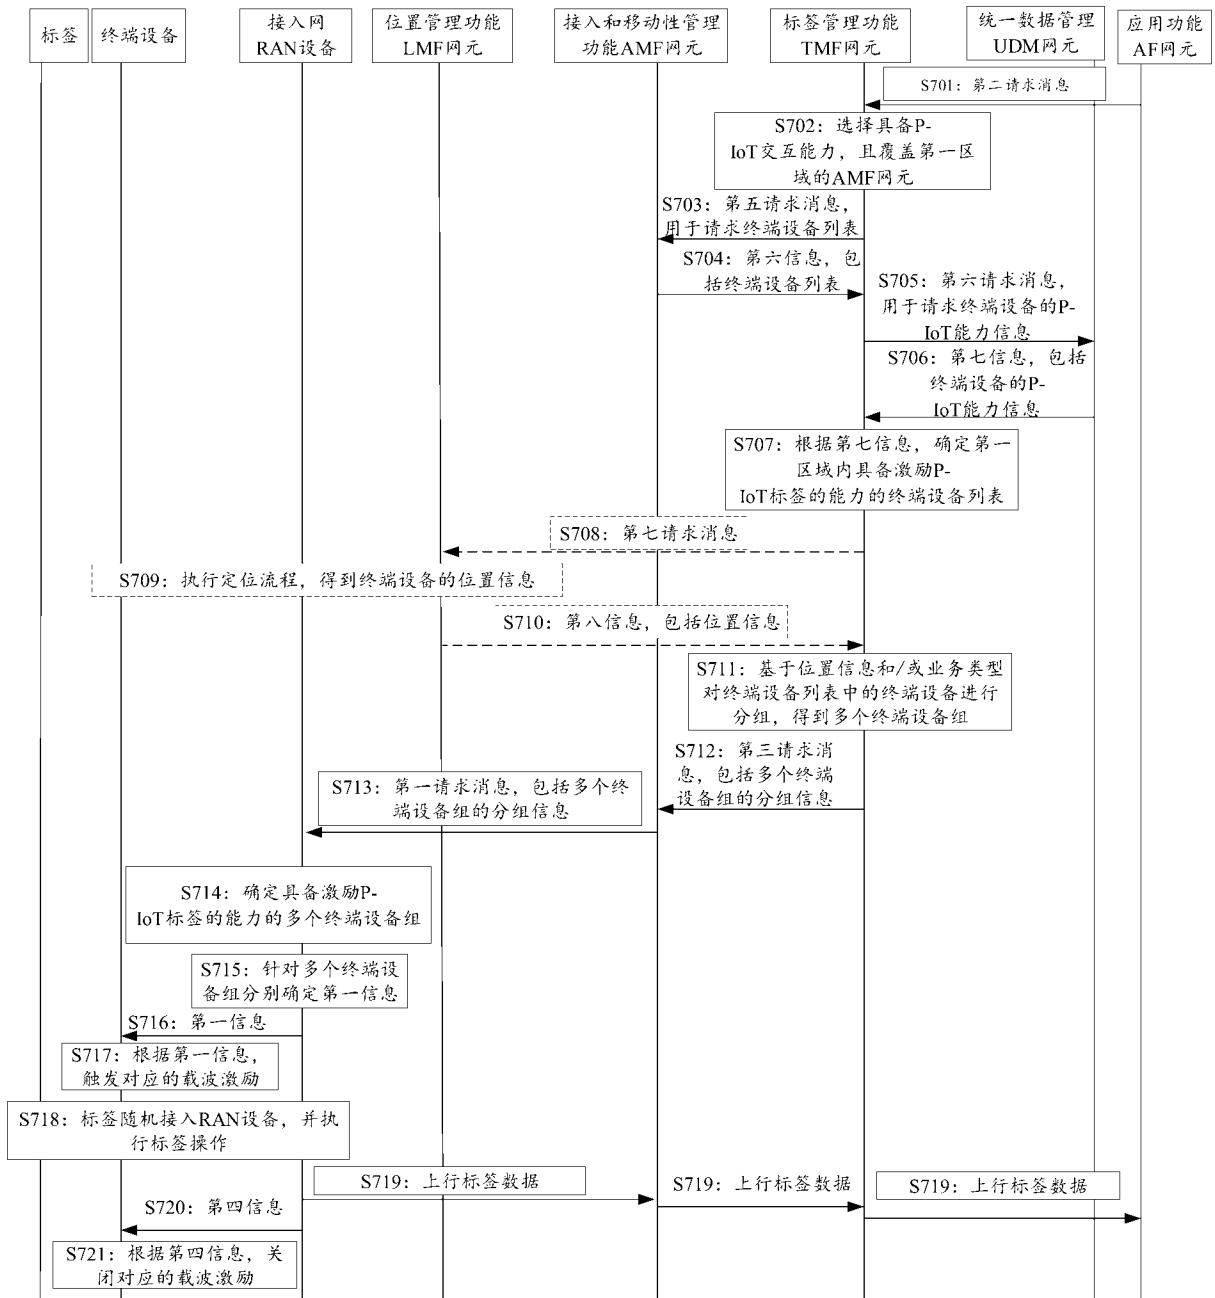 标签
终端设备
接入网
RAN设备
位置管理功能
LMF网元
接入和移动性管理
功能AMF网元
标签管理功能
TMF网元
统一数据管理
UDM网元
应用功能
AF网元
S701：第二请求消息
S702：选择具备P-
IoT交互能力，且覆盖第一区
域的AMF网元
S703：第五请求消息，
用于请求终端设备列表
S704：第六信息，包
括终端设备列表
S705：第六请求消息，
用于请求终端设备的P-
IoT能力信息
S706：第七信息，包括
终端设备的P-
IoT能力信息
S707：根据第七信息，确定第一
区域内具备激励P-
IoT标签的能力的终端设备列表
S708：第七请求消息
S709：执行定位流程，得到终端设备的位置信息
S710：第八信息，包括位置信息
S711：基于位置信息和/或业务类型
对终端设备列表中的终端设备进行
分组，得到多个终端设备组
S712：第三请求消
息，包括多个终端
设备组的分组信息
S713：第一请求消息，包括多个终
端设备组的分组信息
S714：确定具备激励P-
IoT标签的能力的多个终端设备组
S715：针对多个终端设
备组分别确定第一信息
S716：第一信息
S717：根据第一信息，
触发对应的载波激励
S718：标签随机接入RAN设备，并执
行标签操作
S719：上行标签数据
S719：上行标签数据
S719：上行标签数据
S720：第四信息
S721：根据第四信息，关
闭对应的载波激励